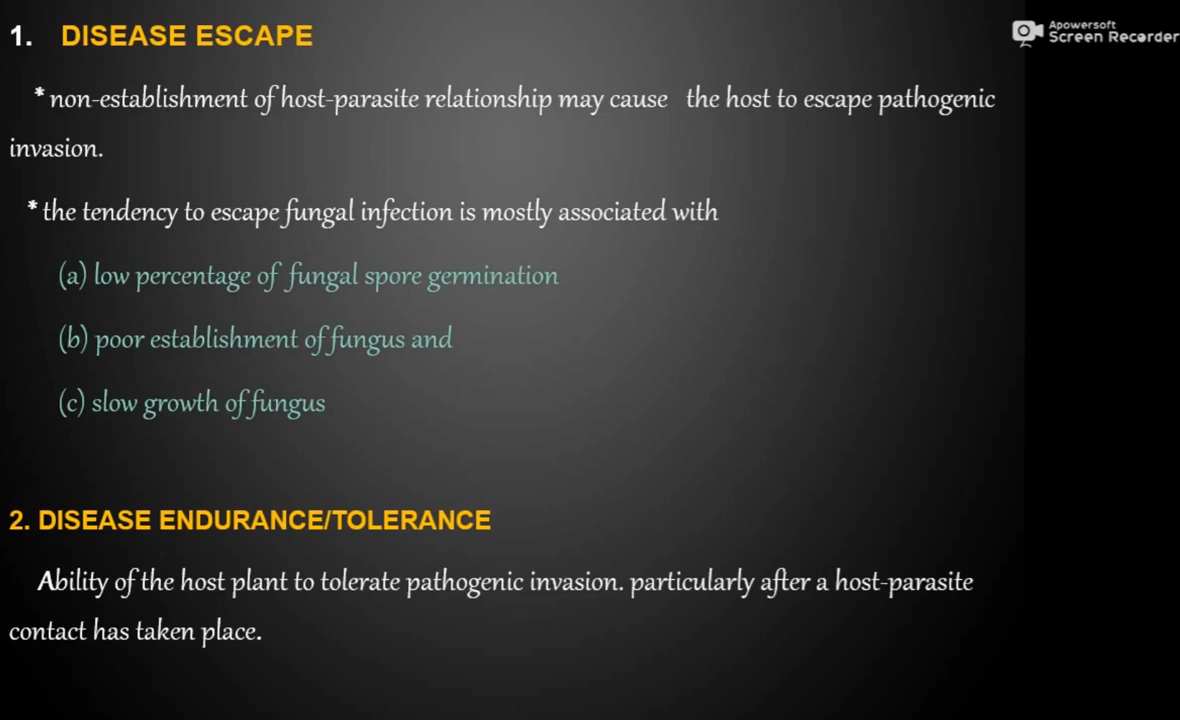 1. DISEASE ESCAPE
Apowersoft
Screen Recorder
* non-establishment of host-parasite relationship may cause the host to escape pathogenic
invasion.
* the tendency to escape fungal infection is mostly associated with
(a) low percentage of fungal spore germination
(b) poor establishment of fungus and
(c) slow growth of fungus
2. DISEASE ENDURANCE/TOLERANCE
Ability of the host plant to tolerate pathogenic invasion. particularly after a host-parasite
contact has taken place.